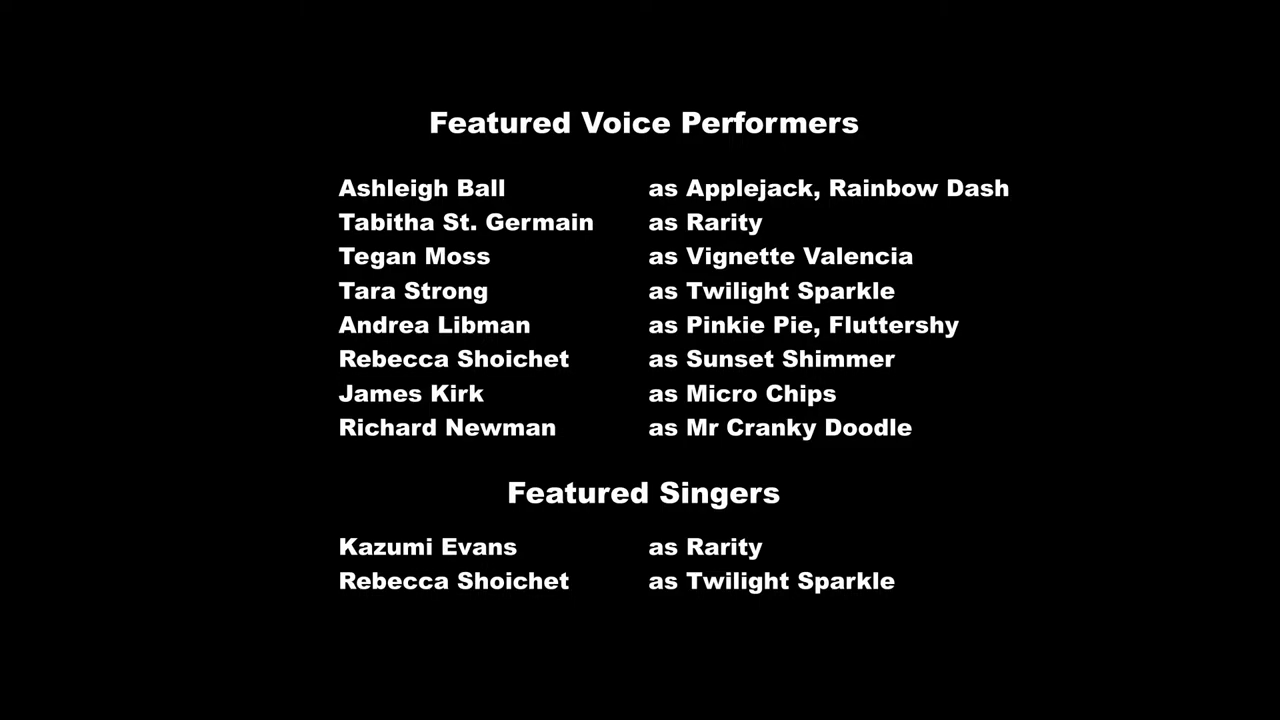 Featured Voice Performers
Ashleigh Ball as Applejack, Rainbow Dash
Tabitha St. Germain as Rarity
Tegan Moss as Vignette Valencia
Tara Strong as Twilight Sparkle
Andrea Libman as Pinkie Pie, Fluttershy
Rebecca Shoichet as Sunset Shimmer
James Kirk as Micro Chips
Richard Newman as Mr Cranky Doodle
Featured Singers
Kazumi Evans as Rarity
Rebecca Shoichet as Twilight Sparkle